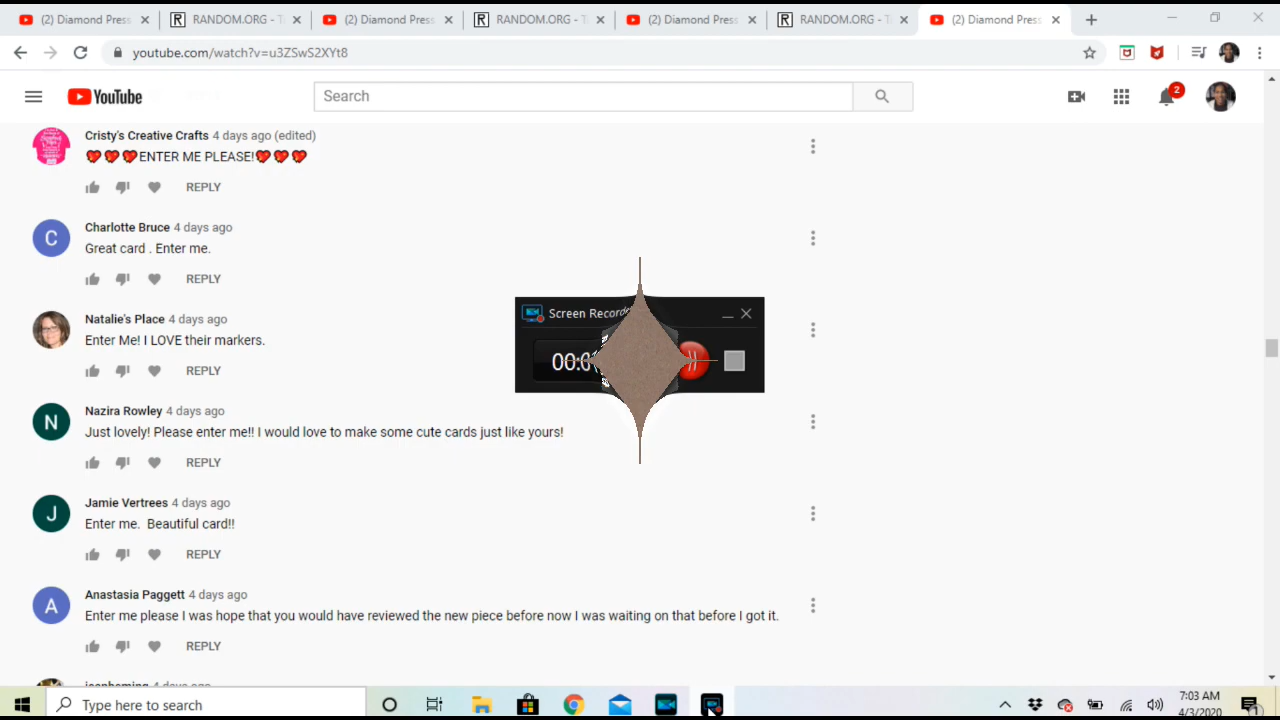 (2) Diamond Press
RANDOM.ORG - T
(2) Diamond Press
RANDOM.ORG - T
(2) Diamond Press
RANDOM.ORG - T
(2) Diamond Press
youtube.com/watch?v=u3ZSwS2XYt8
YouTube
Search
2
Cristy's Creative Crafts 4 days ago (edited)
ENTER ME PLEASE!
REPLY
C
Charlotte Bruce 4 days ago
Great card . Enter me.
REPLY
Natalie's Place 4 days ago
Enter Me! I LOVE their markers.
REPLY
Screen Recorder
00:0
N
Nazira Rowley 4 days ago
Just lovely! Please enter me!! I would love to make some cute cards just like yours!
REPLY
J
Jamie Vertrees 4 days ago
Enter me. Beautiful card!!
REPLY
A
Anastasia Paggett 4 days ago
Enter me please I was hope that you would have reviewed the new piece before now I was waiting on that before I got it.
REPLY
4 days ago
Type here to search
7:03 AM
4/3/2020